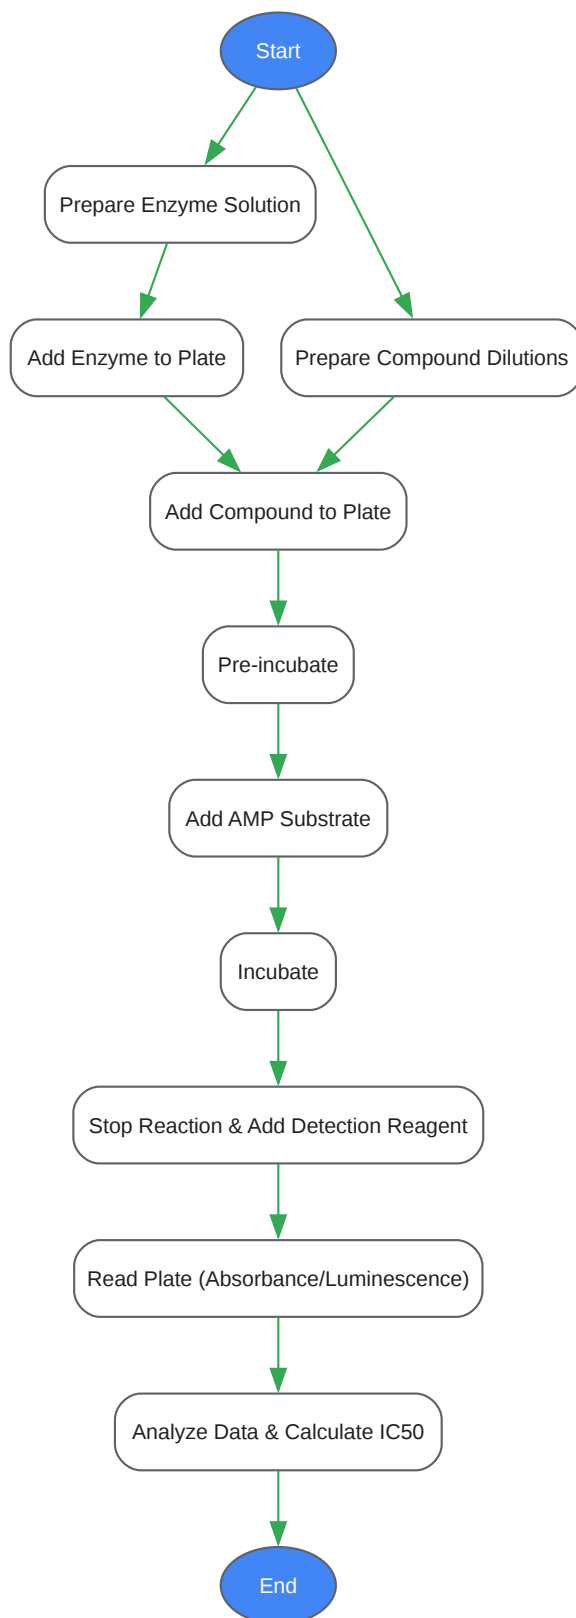 Start
Prepare Enzyme Solution
Add Enzyme to Plate
Prepare Compound Dilutions
Add Compound to Plate
Pre-incubate
Add AMP Substrate
Incubate
Stop Reaction & Add Detection Reagent
Read Plate (Absorbance/Luminescence)
Analyze Data & Calculate IC50
End